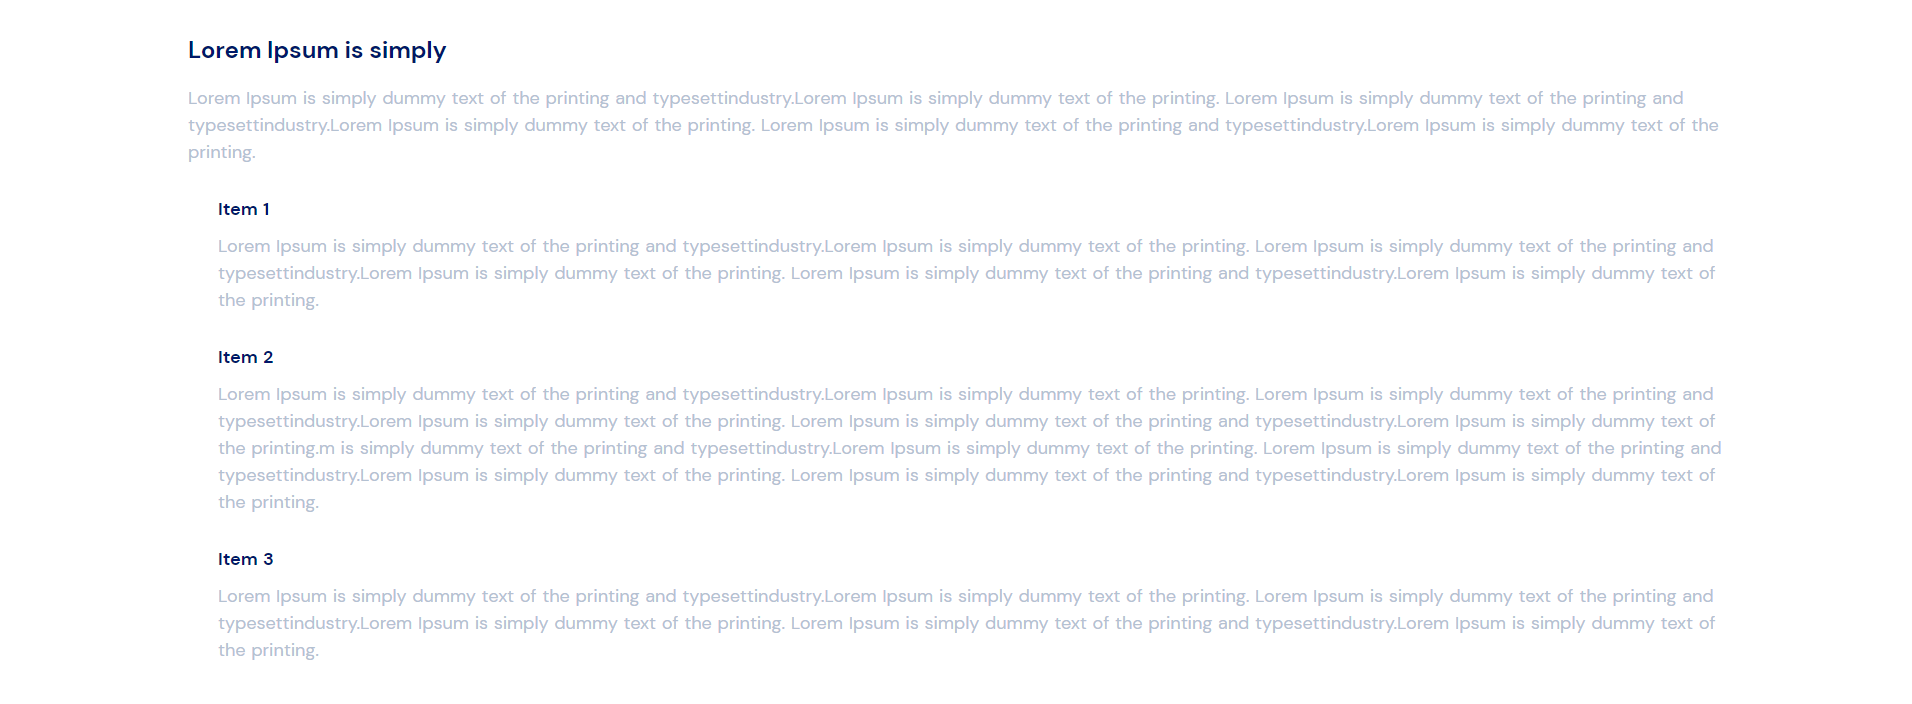 Lorem Ipsum is simply
Lorem Ipsum is simply dummy text of the printing and typesettindustry.Lorem Ipsum is simply dummy text of the printing. Lorem Ipsum is simply dummy text of the printing and
typesettindustry.Lorem Ipsum is simply dummy text of the printing. Lorem Ipsum is simply dummy text of the printing and typesettindustry.Lorem Ipsum is simply dummy text of the
printing.
Item 1
Lorem Ipsum is simply dummy text of the printing and typesettindustry.Lorem Ipsum is simply dummy text of the printing. Lorem Ipsum is simply dummy text of the printing and
typesettindustry.Lorem Ipsum is simply dummy text of the printing. Lorem Ipsum is simply dummy text of the printing and typesettindustry.Lorem Ipsum is simply dummy text of
the printing.
Item 2
Lorem Ipsum is simply dummy text of the printing and typesettindustry.Lorem Ipsum is simply dummy text of the printing. Lorem Ipsum is simply dummy text of the printing and
typesettindustry.Lorem Ipsum is simply dummy text of the printing. Lorem Ipsum is simply dummy text of the printing and typesettindustry.Lorem Ipsum is simply dummy text of
the printing.m is simply dummy text of the printing and typesettindustry.Lorem Ipsum is simply dummy text of the printing. Lorem Ipsum is simply dummy text of the printing and
typesettindustry.Lorem Ipsum is simply dummy text of the printing. Lorem Ipsum is simply dummy text of the printing and typesettindustry.Lorem Ipsum is simply dummy text of
the printing.
Item 3
Lorem Ipsum is simply dummy text of the printing and typesettindustry.Lorem Ipsum is simply dummy text of the printing. Lorem Ipsum is simply dummy text of the printing and
typesettindustry.Lorem Ipsum is simply dummy text of the printing. Lorem Ipsum is simply dummy text of the printing and typesettindustry.Lorem Ipsum is simply dummy text of
the printing.